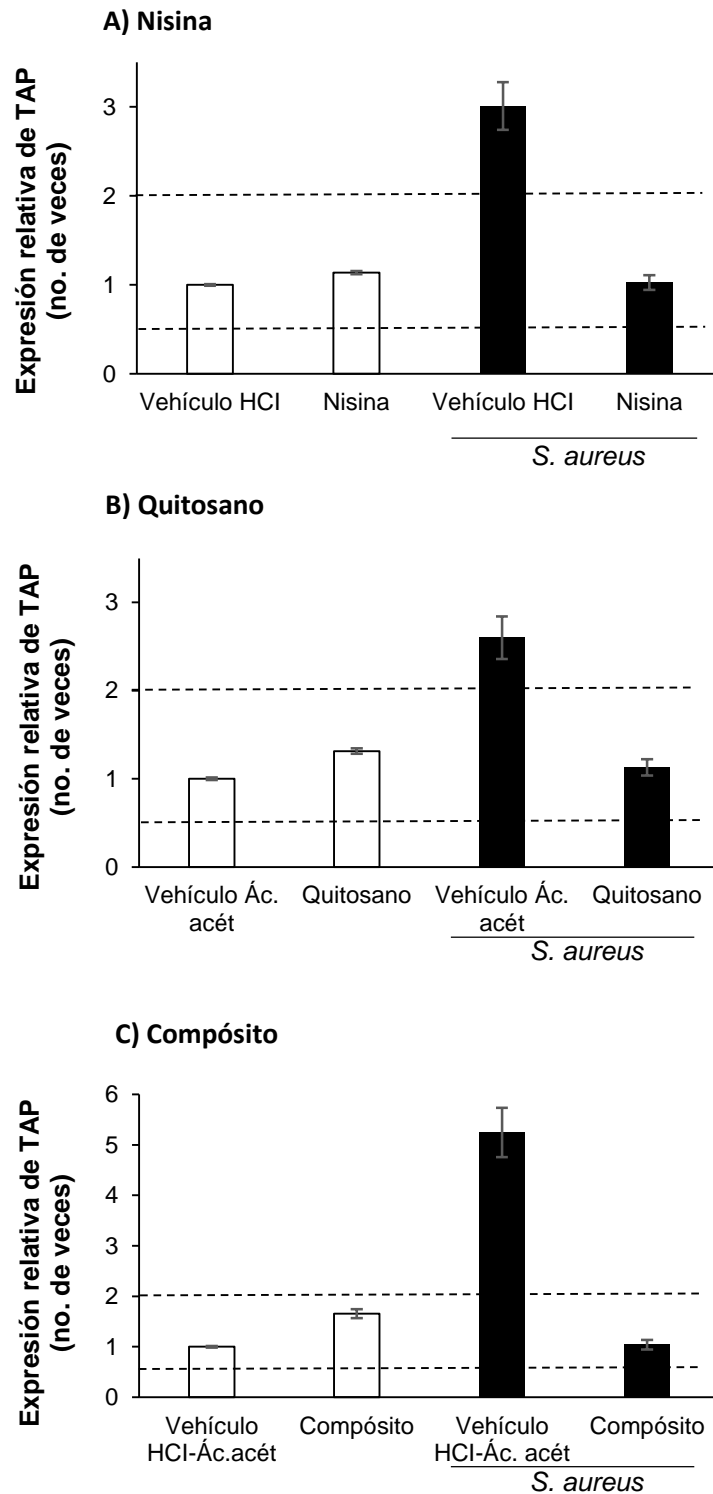 A) Nisina
Expresión relativa de TAP
(no. de veces)
3
2
1
0
Vehículo HCl Nisina Vehículo HCl Nisina
S. aureus
B) Quitosano
Expresión relativa de TAP
(no. de veces)
3
2
1
0
Vehículo Ác. Quitosano Vehículo Ác. Quitosano
acét acét
S. aureus
C) Compósito
Expresión relativa de TAP
(no. de veces)
6
5
4
3
2
1
0
Vehículo Compósito Vehículo Compósito
HCl-Ác.acét HCl-Ác. acét
S. aureus